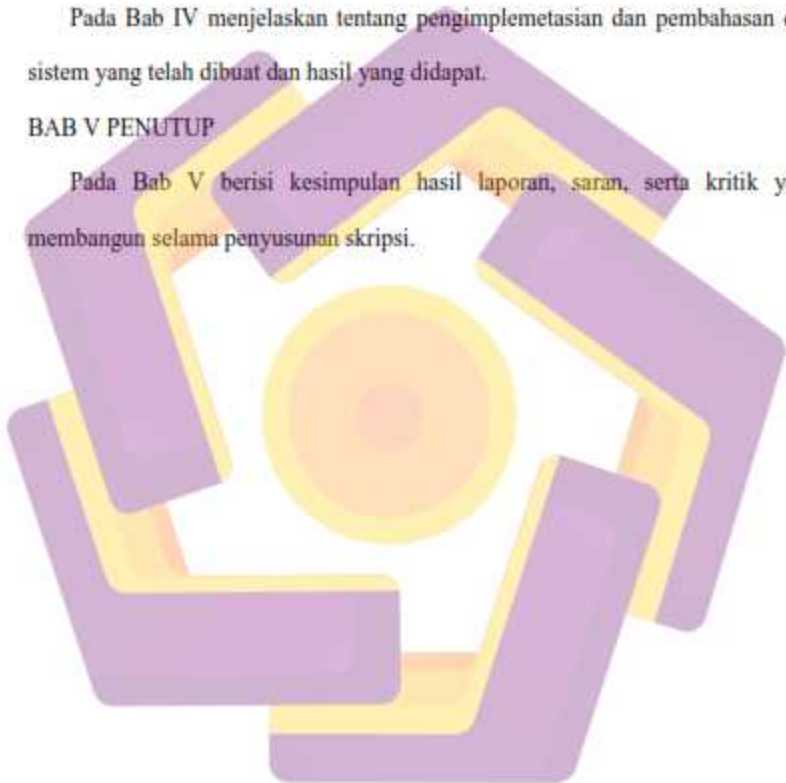 Pada Bab IV menjelaskan tentang pengimplemetasian dan pembahasan
sistem yang telah dibuat dan hasil yang didapat.
BAB V PENUTUP
Pada Bab V berisi kesimpulan hasil laporan, saran, serta kritik
membangun selama penyusunan skripsi.